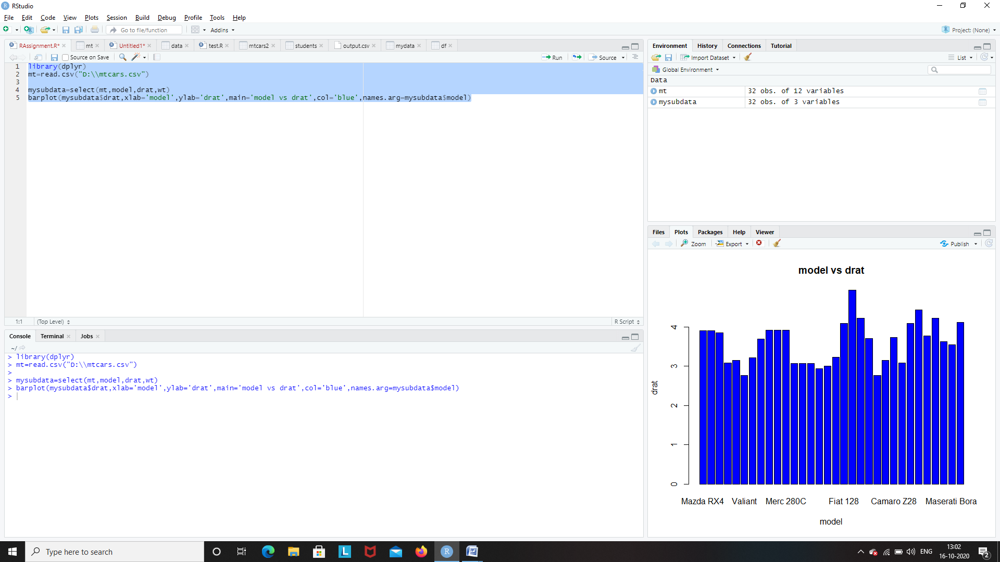 RStudio
File Edit Code View Plots Session Build Debug Profile Tools Help
Go to file/function Addins Project: (None)
RAssignment.R* mt Untitled1* data test.R mtcars2 students output.csv mydata df
Source on Save Run Source
1 library(dplyr)
2 mt=read.csv("D:\\mtcars.csv")
3
4 mysubdata=select(mt,model,drat,wt)
5 barplot(mysubdata$drat,xlab='model',ylab='drat',main='model vs drat',col='blue',names.arg=mysubdata$model)
1:1 (Top Level) R Script
Console Terminal Jobs
~/
> library(dplyr)
> mt=read.csv("D:\\mtcars.csv")
>
> mysubdata=select(mt,model,drat,wt)
> barplot(mysubdata$drat,xlab='model',ylab='drat',main='model vs drat',col='blue',names.arg=mysubdata$model)
>
Environment History Connections Tutorial
Import Dataset List
Global Environment
Data
mt 32 obs. of 12 variables
mysubdata 32 obs. of 3 variables
Files Plots Packages Help Viewer
Zoom Export Publish
model vs drat
4
3
2
1
0
drat
Mazda RX4 Valiant Merc 280C Fiat 128 Camaro Z28 Maserati Bora
model
Type here to search
ENG
13:02
16-10-2020
2